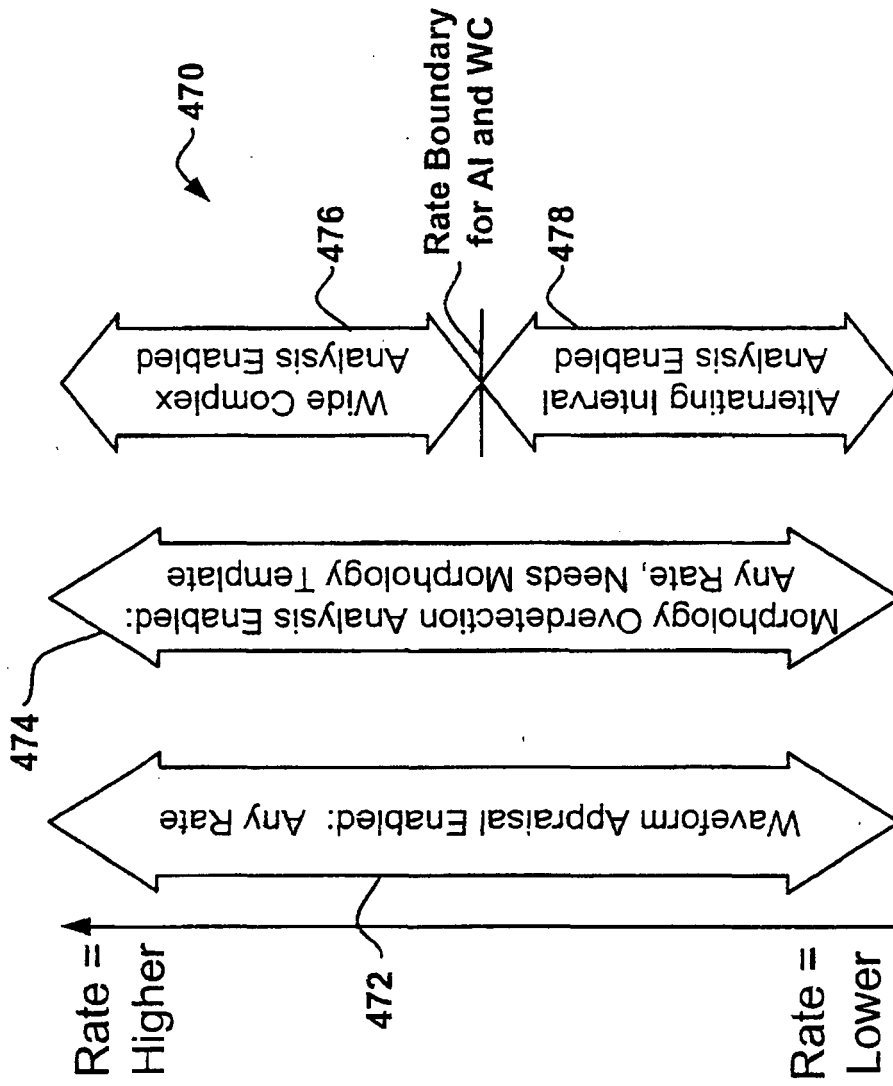 470
Rate =
Higher
472
Waveform Appraisal Enabled: Any Rate
474
Morphology Overdetection Analysis Enabled:
Any Rate, Needs Morphology Template
476
Wide Complex
Analysis Enabled
Rate Boundary
for AI and WC
478
Alternating Interval
Analysis Enabled
Rate =
Lower